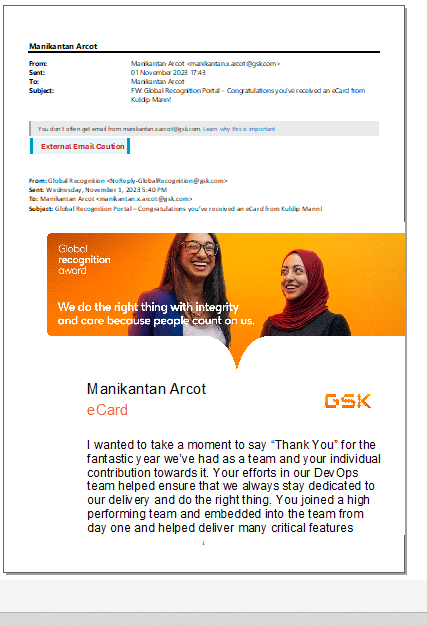 Manikantan Arcot
From: Manikantan Arcot <manikantan.x.arcot@gsk.com>
Sent: 01 November 2023 17:43
To: Manikantan Arcot
Subject: FW: Global Recognition Portal – Congratulations you've received an eCard from
Kuldip Mann!
You don't often get email from manikantan.x.arcot@gsk.com. Learn why this is important
External Email Caution
From: Global Recognition <NoReply-GlobalRecognition@gsk.com>
Sent: Wednesday, November 1, 2023 5:40 PM
To: Manikantan Arcot <manikantan.x.arcot@gsk.com>
Subject: Global Recognition Portal – Congratulations you've received an eCard from Kuldip Mann!
Global
recognition
award
We do the right thing with integrity
and care because people count on us.
Manikantan Arcot
eCard
GSK
I wanted to take a moment to say “Thank You” for the
fantastic year we've had as a team and your individual
contribution towards it. Your efforts in our DevOps
team helped ensure that we always stay dedicated to
our delivery and do the right thing. You joined a high
performing team and embedded into the team from
day one and helped deliver many critical features
1